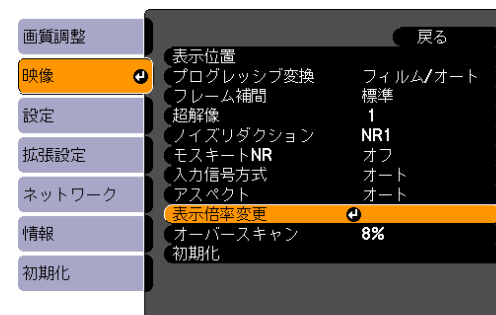 画質調整
映像
設定
拡張設定
ネットワーク
情報
初期化
戻る
表示位置
プログレッシブ変換 フィルム/オート
フレーム補間 標準
超解像 1
ノイズリダクション NR1
モスキートNR オフ
入力信号方式 オート
アスペクト オート
表示倍率変更
オーバースキャン 8%
初期化